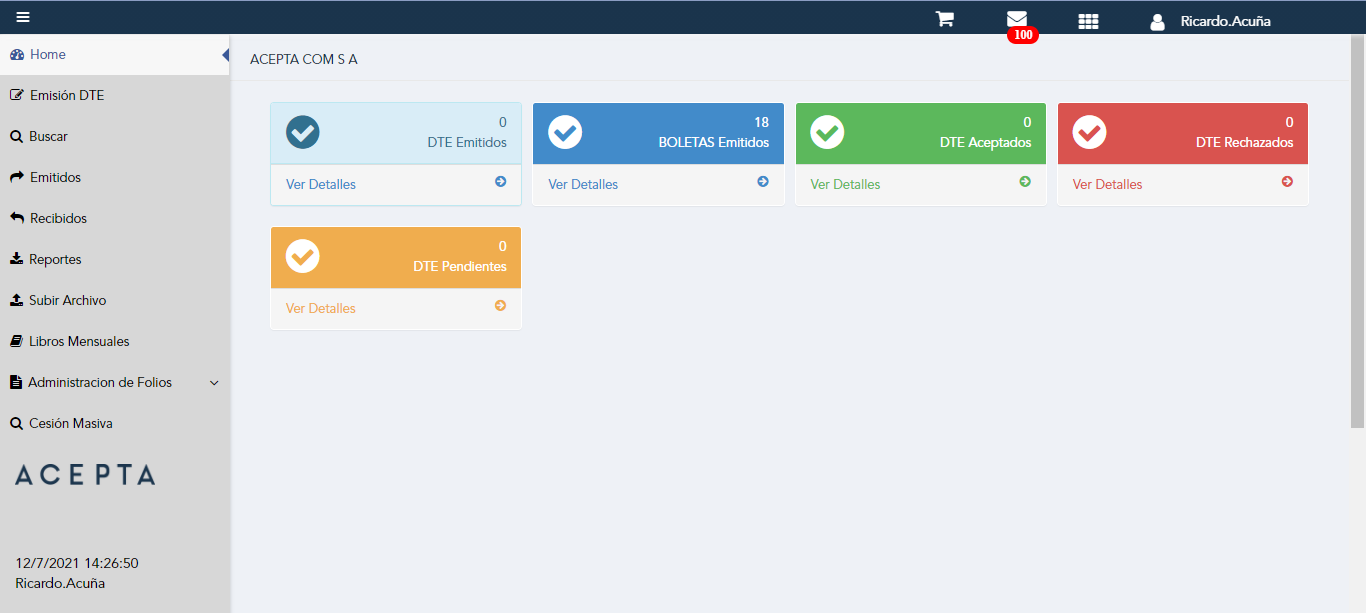 100
Ricardo.Acuña
Home
ACEPTA COM S A
Emisión DTE
Buscar
Emitidos
Recibidos
Reportes
Subir Archivo
Libros Mensuales
Administracion de Folios
Cesión Masiva
ACEPTA
12/7/2021 14:26:50
Ricardo.Acuña
0
DTE Emitidos
Ver Detalles
18
BOLETAS Emitidos
Ver Detalles
0
DTE Aceptados
Ver Detalles
0
DTE Rechazados
Ver Detalles
0
DTE Pendientes
Ver Detalles